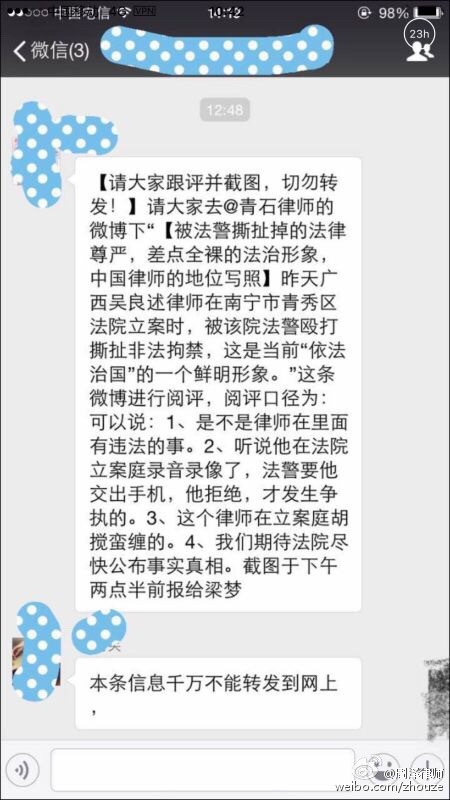 中国电信 4G VPN
10:12
98%
23h
微信(3)
12:48
【请大家跟评并截图，切勿转
发！】请大家去@青石律师的
微博下“【被法警撕扯掉的法律
尊严，差点全裸的法治形象，
中国律师的地位写照】昨天广
西吴良述律师在南宁市青秀区
法院立案时，被该院法警殴打
撕扯非法拘禁，这是当前“依法
治国”的一个鲜明形象。”这条
微博进行阅评，阅评口径为：
可以说：1、是不是律师在里面
有违法的事。2、听说他在法院
立案庭录音录像了，法警要他
交出手机，他拒绝，才发生争
执的。3、这个律师在立案庭胡
搅蛮缠的。4、我们期待法院尽
快公布事实真相。截图于下午
两点半前报给梁梦
本条信息千万不能转发到网上
，
律师
weibo.com/zhouze